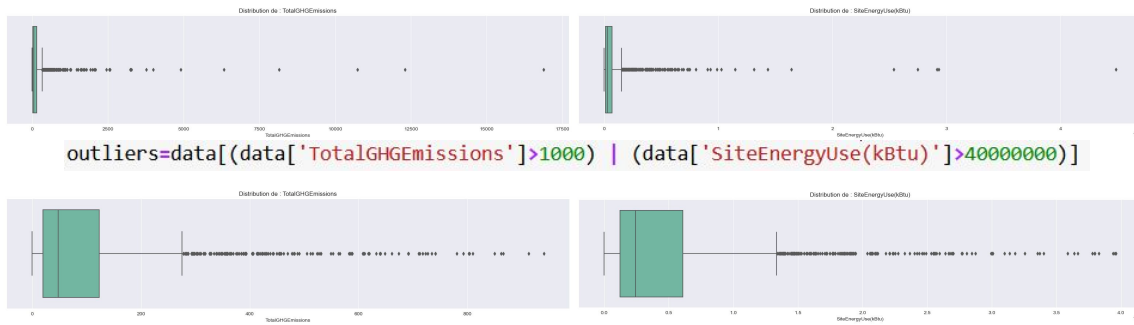 Distribution de : TotalGHGEmissions
0 2500 5000 7500 10000 12500 15000 17500
TotalGHGEmissions
Distribution de : SiteEnergyUse(kBtu)
0 1 2 3 4
SiteEnergyUse(kBtu)
outliers=data[(data['TotalGHGEmissions']>1000) | (data['SiteEnergyUse(kBtu)']>40000000)]
Distribution de : TotalGHGEmissions
0 200 400 600 800
TotalGHGEmissions
Distribution de : SiteEnergyUse(kBtu)
0.0 0.5 1.0 1.5 2.0 2.5 3.0 3.5 4.0
SiteEnergyUse(kBtu)